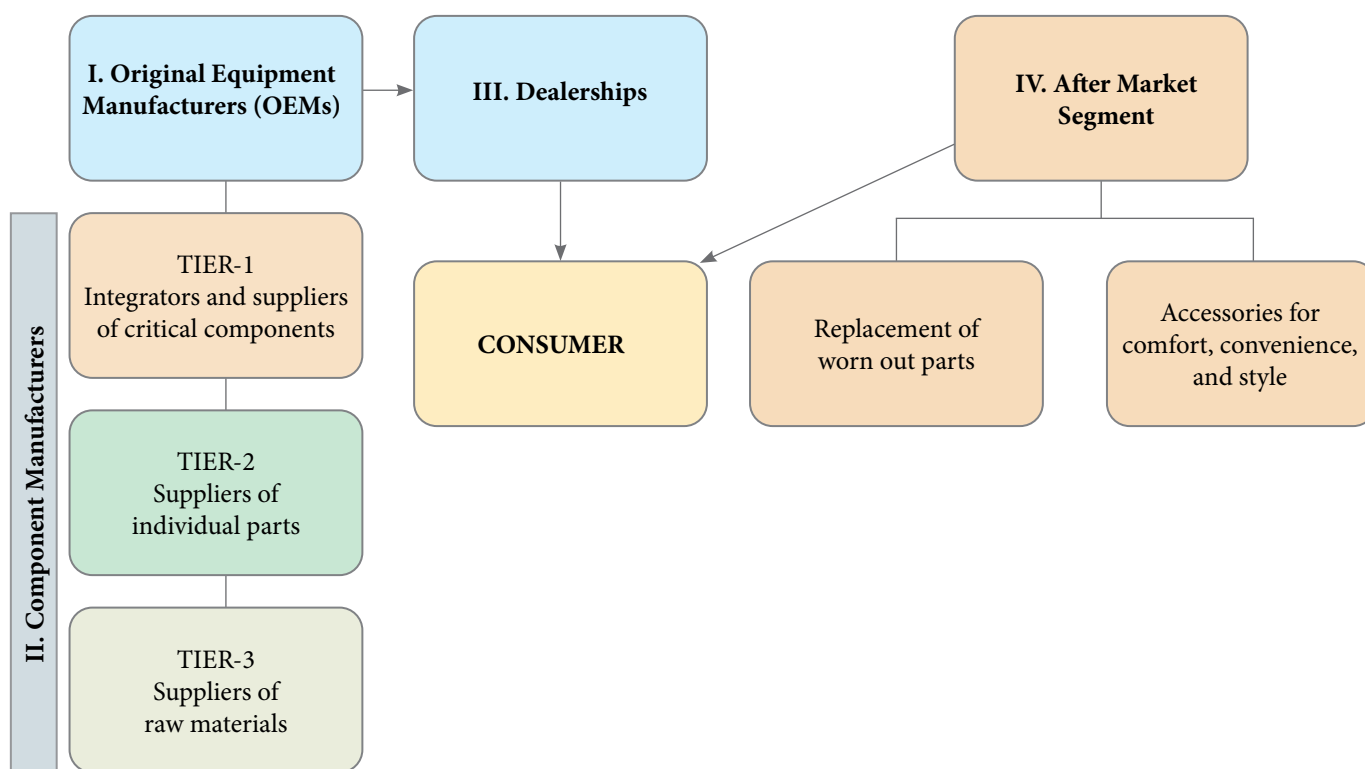 I. Original Equipment
Manufacturers (OEMs)
III. Dealerships
IV. After Market
Segment
II. Component Manufacturers
TIER-1
Integrators and suppliers
of critical components
CONSUMER
Replacement of
worn out parts
Accessories for
comfort, convenience,
and style
TIER-2
Suppliers of
individual parts
TIER-3
Suppliers of
raw materials